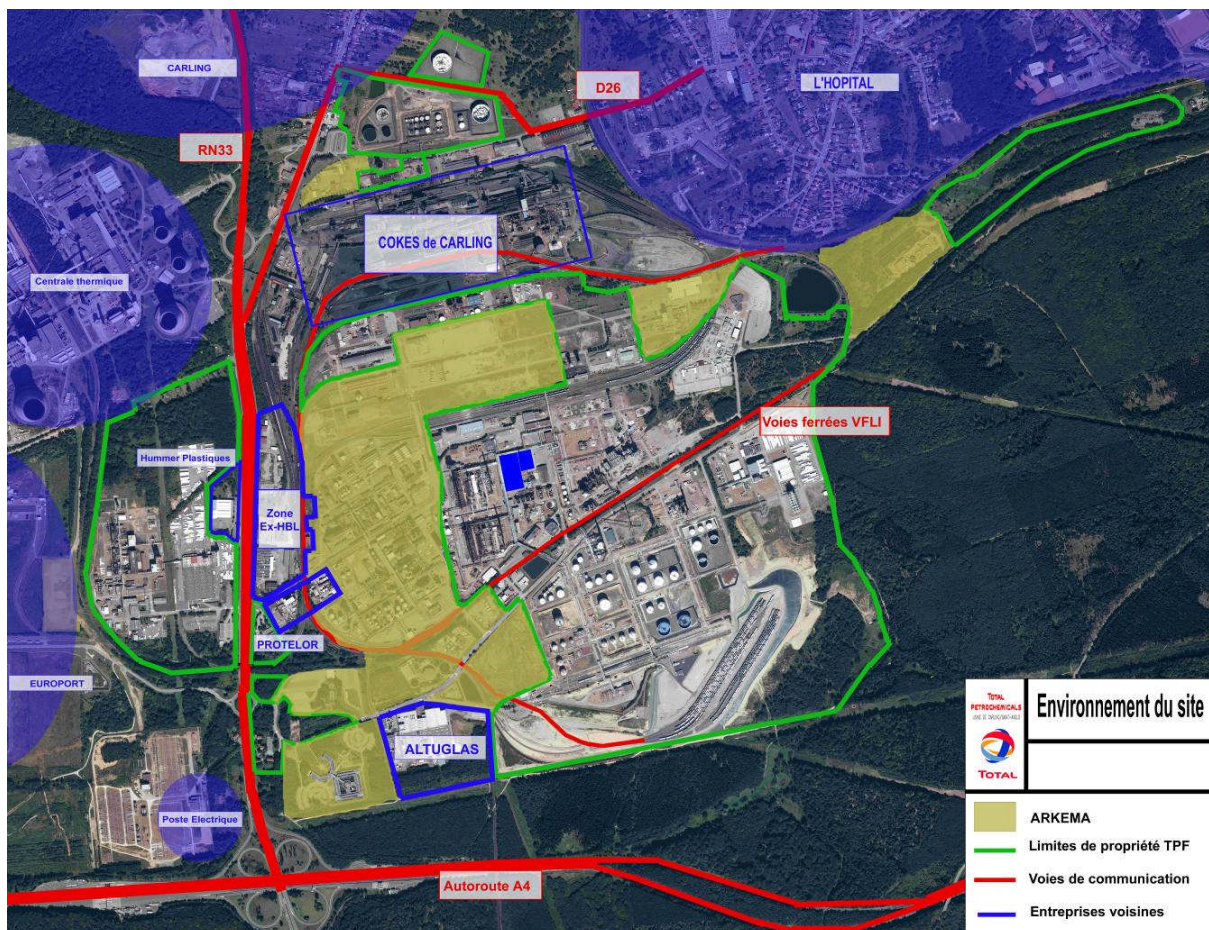 CARLING
D26
L'HOPITAL
RN33
COKES de CARLING
Centrale thermique
Voies ferrées VFLI
Hummer Plastiques
Zone
Ex-HBL
PROTELOR
EUROPORT
ALTUGLAS
Poste Electrique
Autoroute A4
TOTAL
PETROCHEMICALS
TOTAL
Environnement du site
ARKEMA
Limites de propriété TPF
Voies de communication
Entreprises voisines